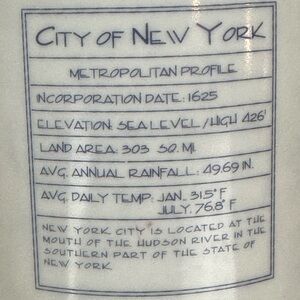 CITY OF NEW YORK
METROPOLITAN PROFILE
INCORPORATION DATE: 1625
ELEVATION: SEA LEVEL / HIGH 426'
LAND AREA: 303 SQ. MI.
AVG. ANNUAL RAINFALL: 49.69 IN.
AVG. DAILY TEMP: JAN. 31.5° F
JULY. 76.8° F
NEW YORK CITY IS LOCATED AT THE
MOUTH OF THE HUDSON RIVER IN THE
SOUTHERN PART OF THE STATE OF
NEW YORK.